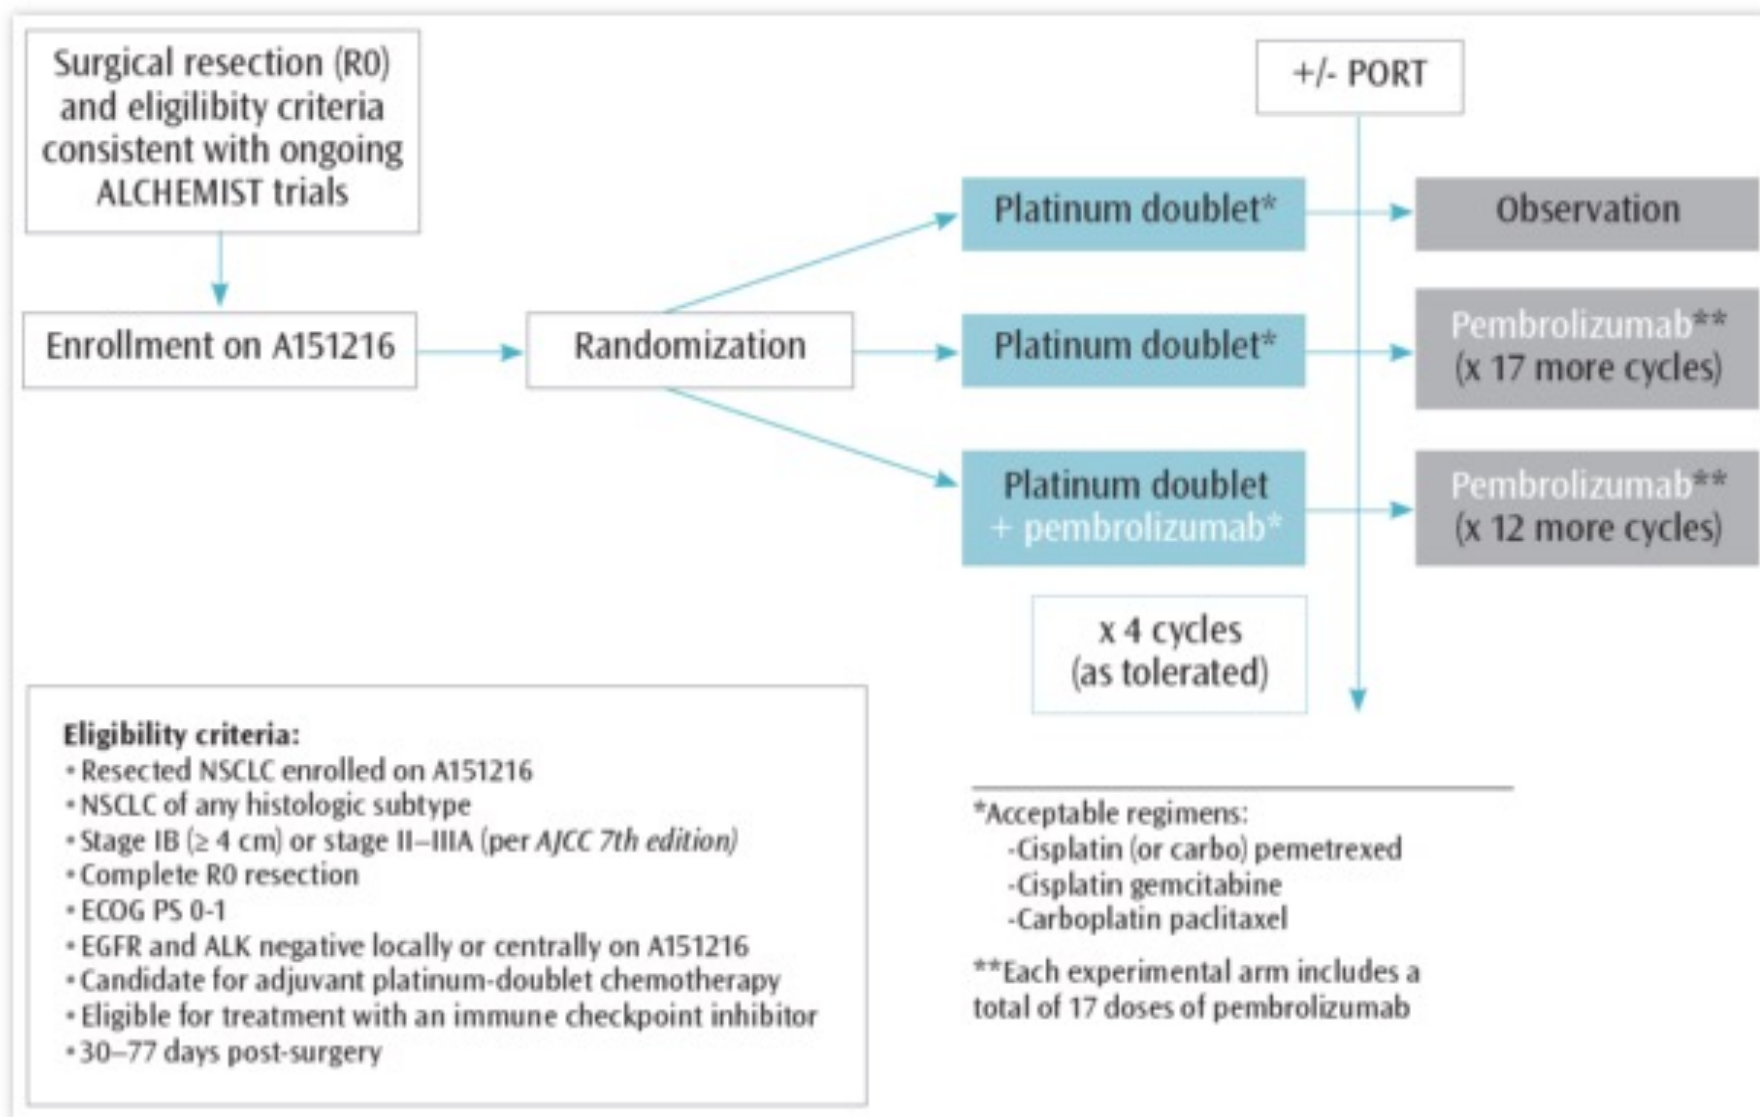 Surgical resection (R0)
and eligilibity criteria
consistent with ongoing
ALCHEMIST trials
Enrollment on A151216
Randomization
+/- PORT
Platinum doublet*
Observation
Platinum doublet*
Pembrolizumab**
(x 17 more cycles)
Platinum doublet
+ pembrolizumab*
Pembrolizumab**
(x 12 more cycles)
x 4 cycles
(as tolerated)
Eligibility criteria:
• Resected NSCLC enrolled on A151216
• NSCLC of any histologic subtype
• Stage IB (≥ 4 cm) or stage II–IIIA (per AJCC 7th edition)
• Complete R0 resection
• ECOG PS 0-1
• EGFR and ALK negative locally or centrally on A151216
• Candidate for adjuvant platinum-doublet chemotherapy
• Eligible for treatment with an immune checkpoint inhibitor
• 30–77 days post-surgery
*Acceptable regimens:
-Cisplatin (or carbo) pemetrexed
-Cisplatin gemcitabine
-Carboplatin paclitaxel
**Each experimental arm includes a
total of 17 doses of pembrolizumab